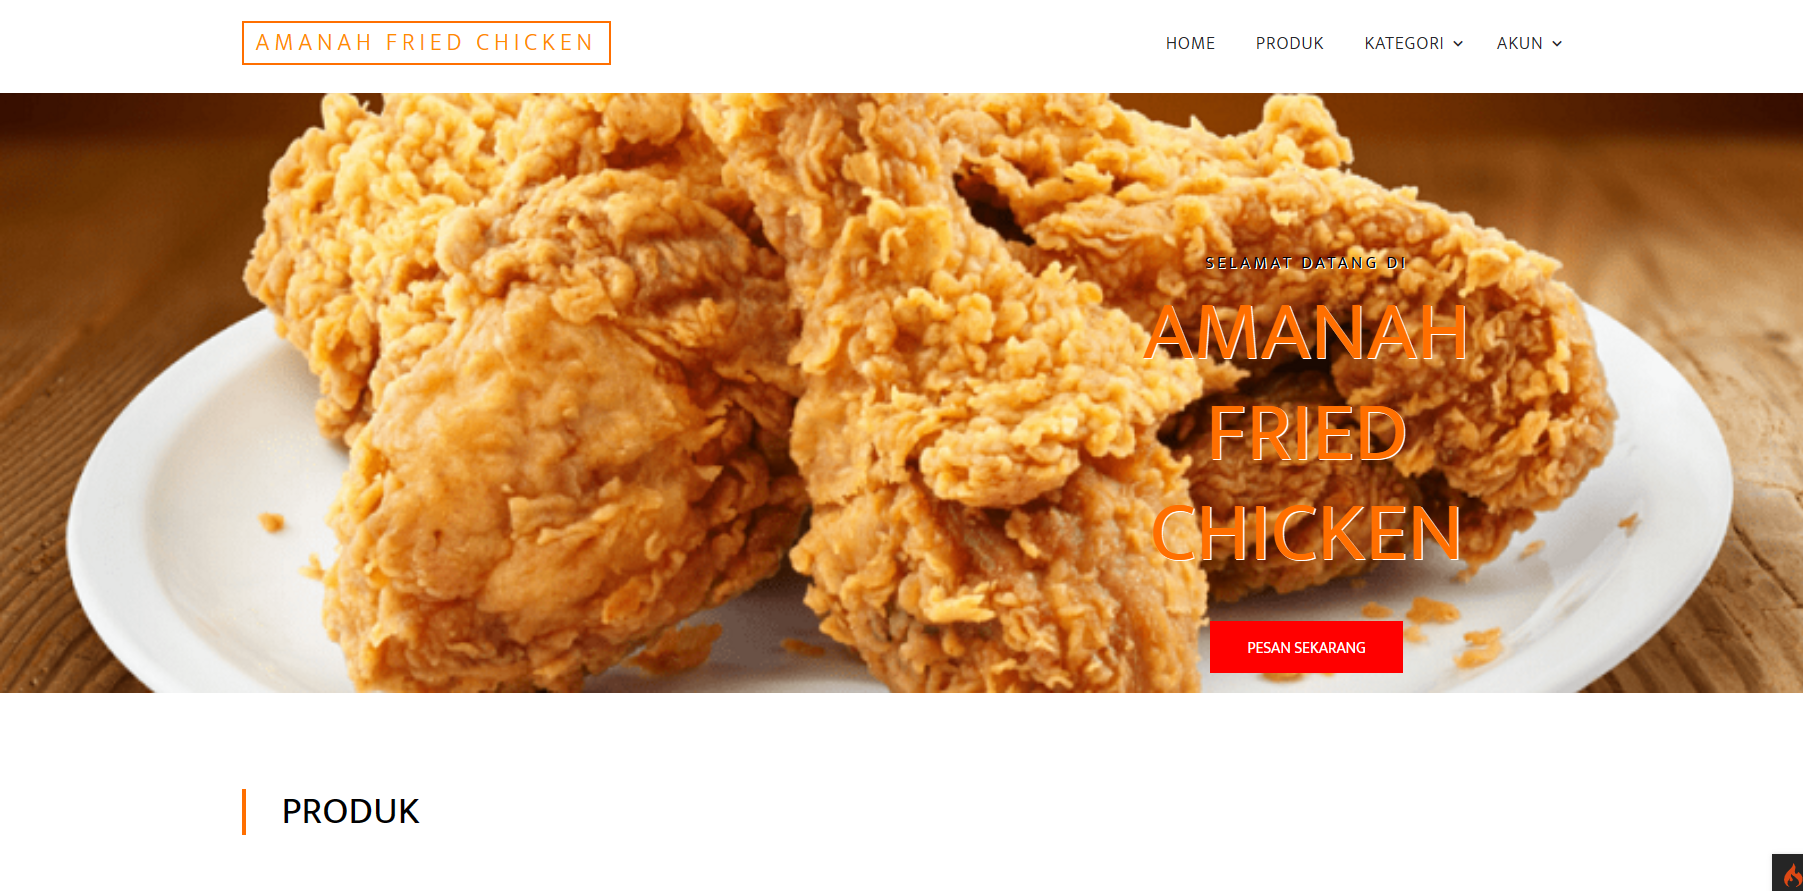 AMANAH FRIED CHICKEN
HOME PRODUK KATEGORI AKUN
SELAMAT DATANG DI
AMANAH
FRIED
CHICKEN
PESAN SEKARANG
PRODUK